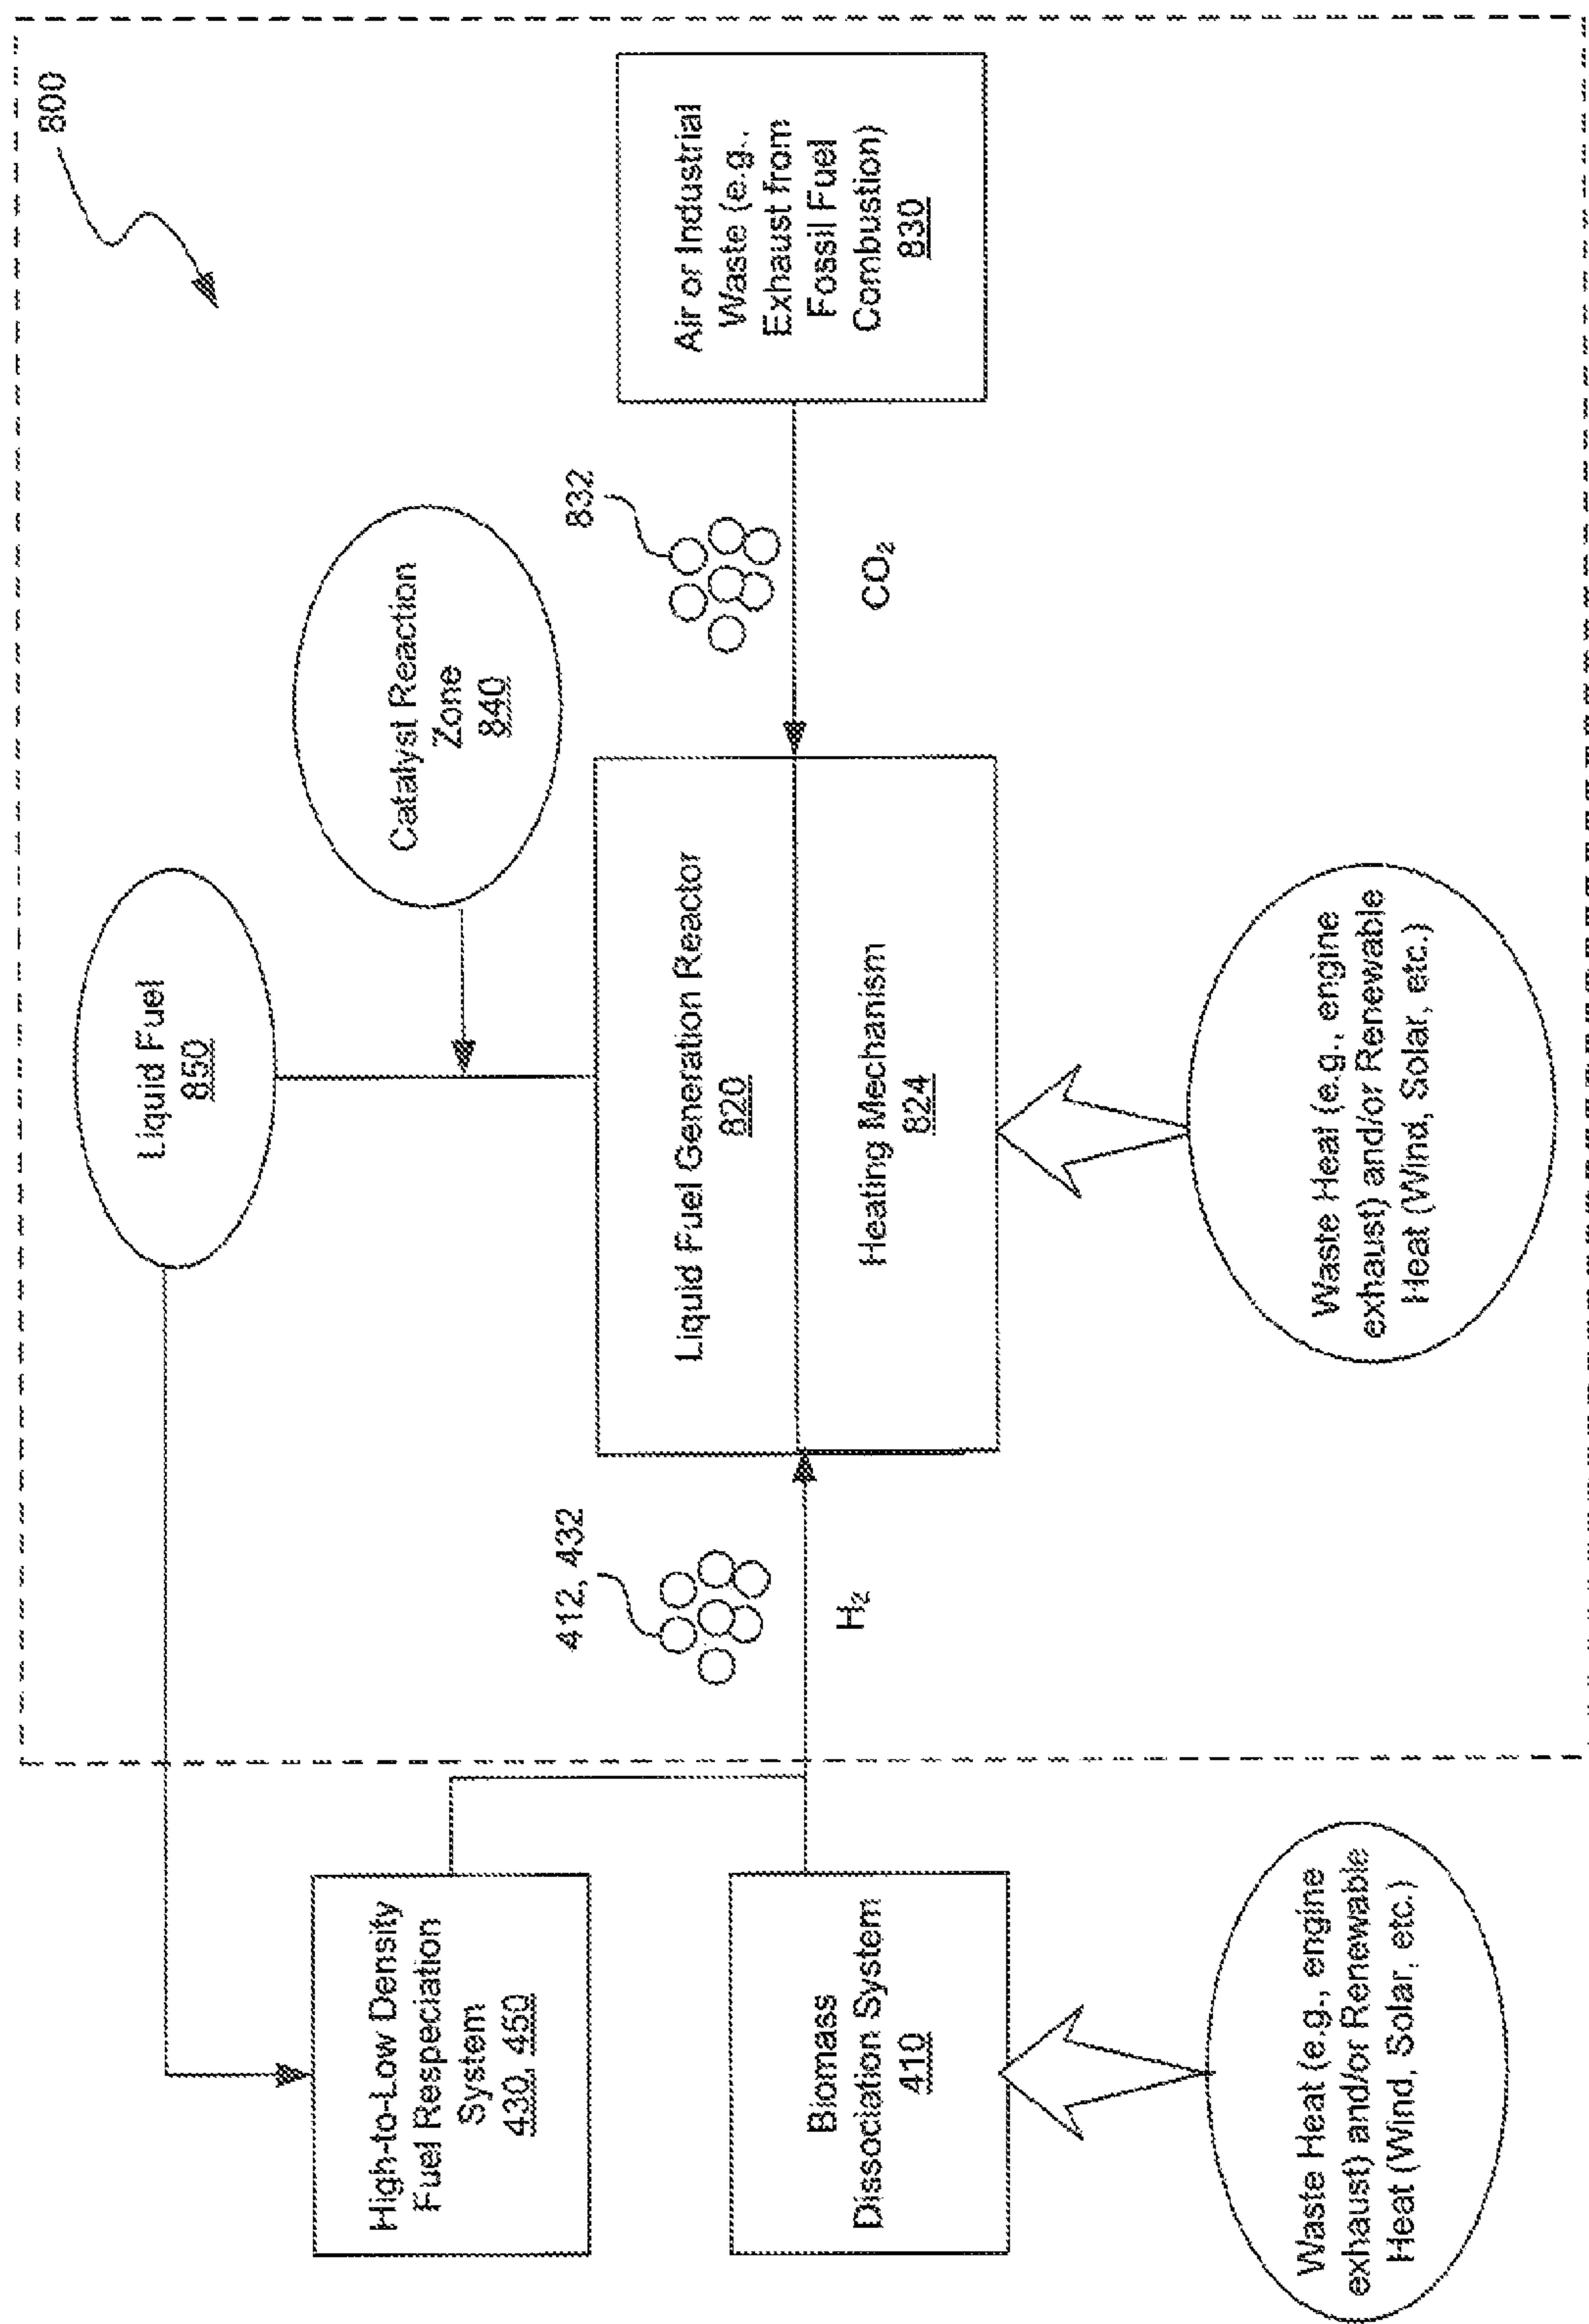 800
Liquid Fuel
850
Catalyst Reaction
Zone
840
High-to-Low Density
Fuel Respeciation
System
430, 450
412, 432
H₂
Liquid Fuel Generation Reactor
820
Heating Mechanism
824
832
CO₂
Air or Industrial
Waste (e.g.,
Exhaust from
Fossil Fuel
Combustion)
830
Biomass
Dissociation System
410
Waste Heat (e.g., engine
exhaust) and/or Renewable
Heat (Wind, Solar, etc.)
Waste Heat (e.g., engine
exhaust) and/or Renewable
Heat (Wind, Solar, etc.)